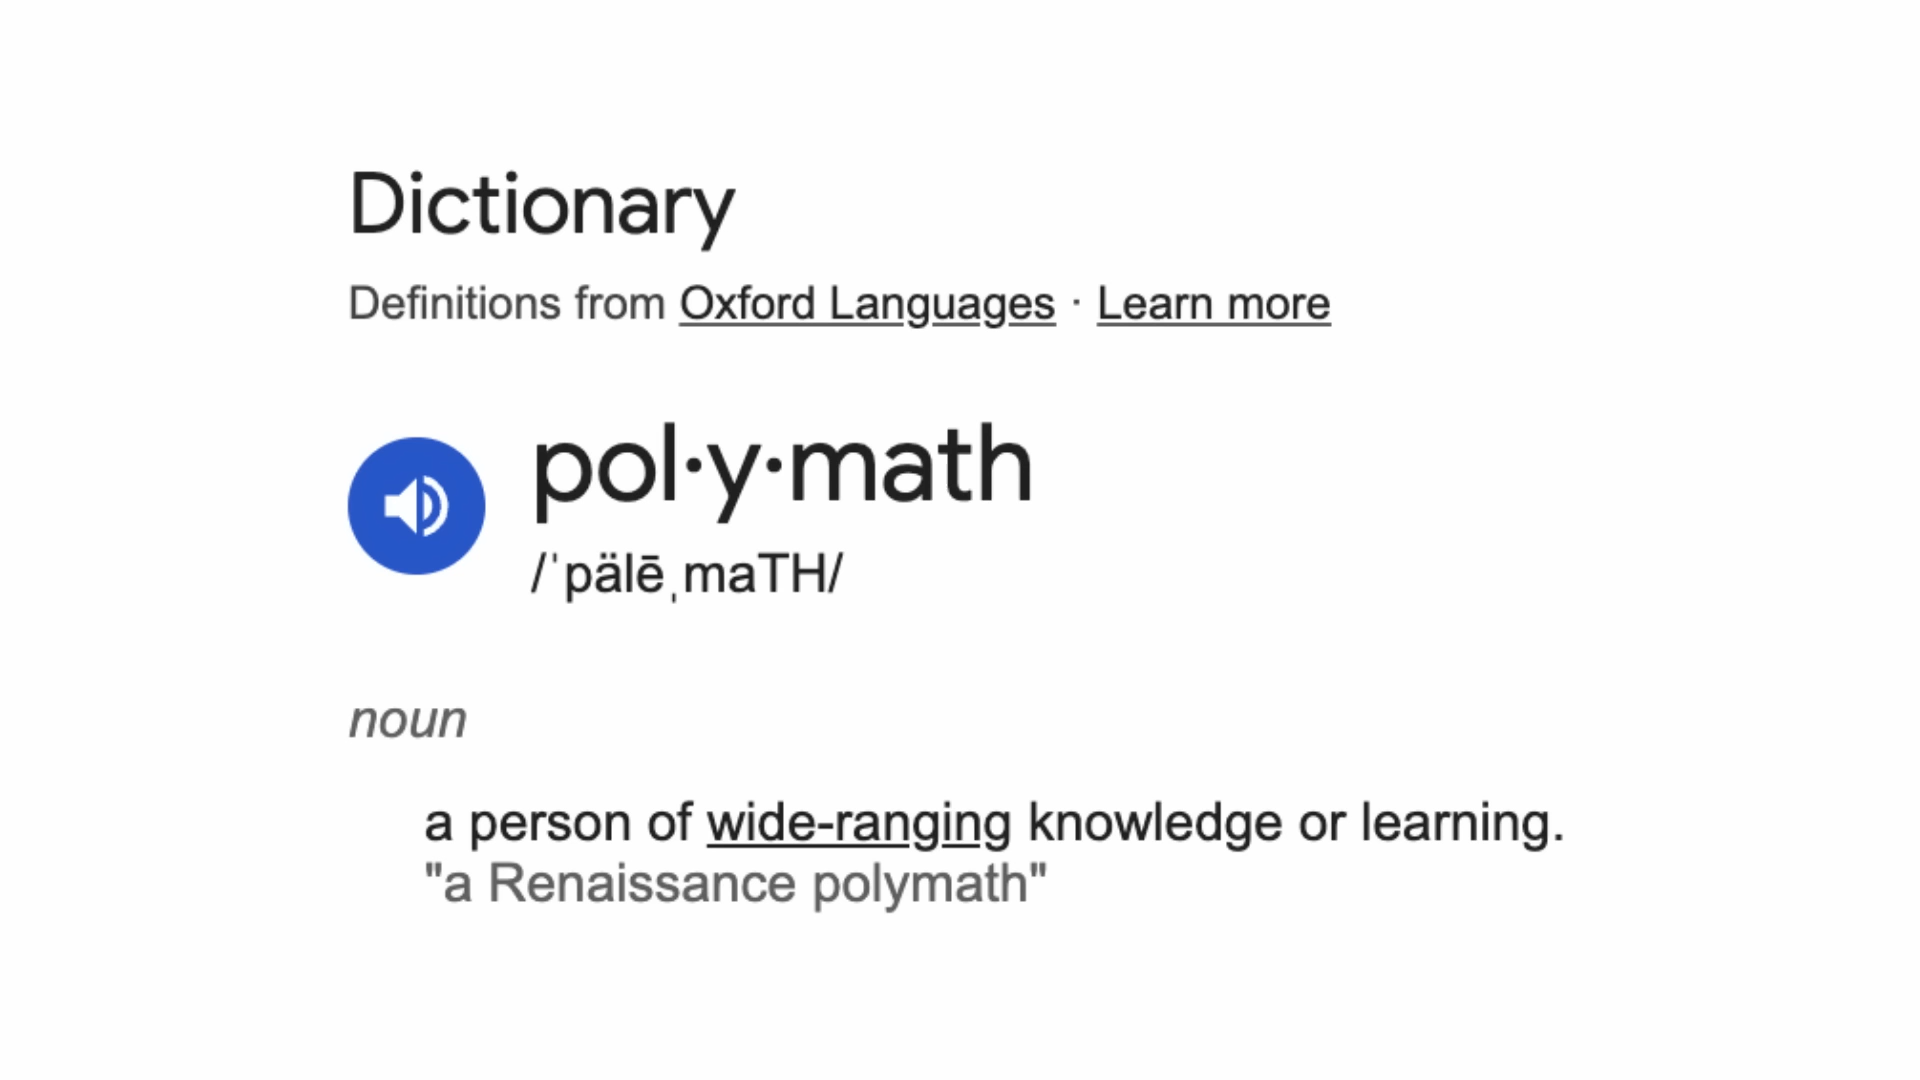 Dictionary
Definitions from Oxford Languages · Learn more
pol·y·math
/ˈpälēˌmaTH/
noun
a person of wide-ranging knowledge or learning.
"a Renaissance polymath"